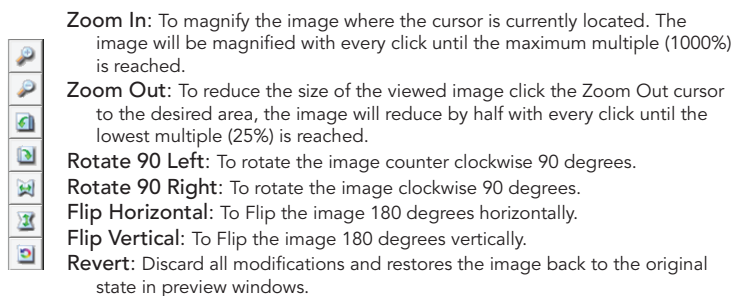 Zoom In: To magnify the image where the cursor is currently located. The
image will be magnified with every click until the maximum multiple (1000%)
is reached.
Zoom Out: To reduce the size of the viewed image click the Zoom Out cursor
to the desired area, the image will reduce by half with every click until the
lowest multiple (25%) is reached.
Rotate 90 Left: To rotate the image counter clockwise 90 degrees.
Rotate 90 Right: To rotate the image clockwise 90 degrees.
Flip Horizontal: To Flip the image 180 degrees horizontally.
Flip Vertical: To Flip the image 180 degrees vertically.
Revert: Discard all modifications and restores the image back to the original
state in preview windows.